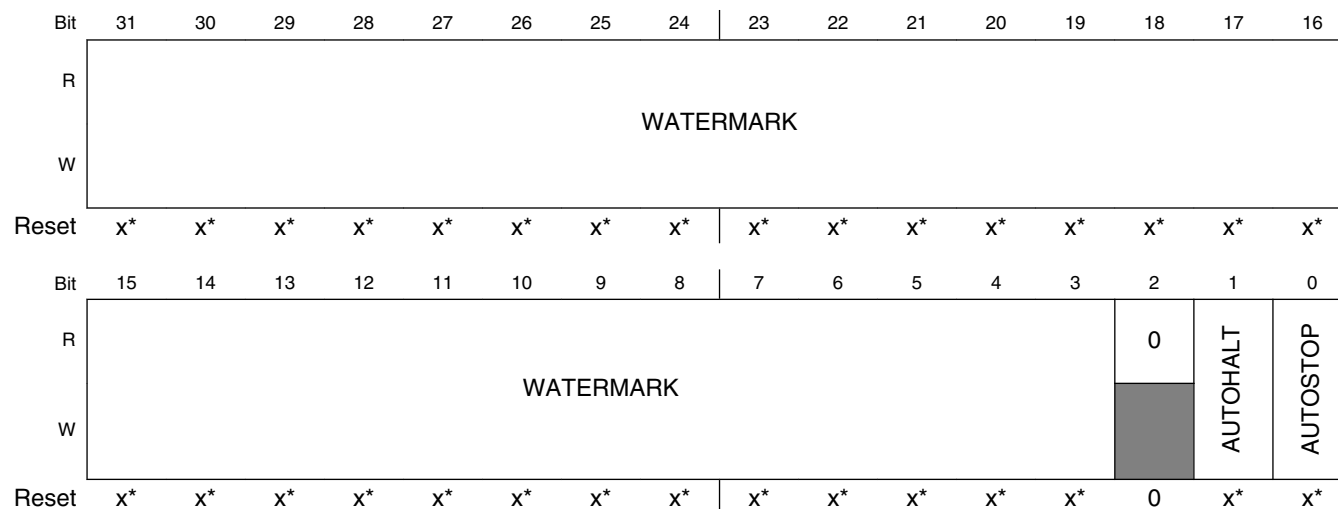 Bit 31 30 29 28 27 26 25 24 23 22 21 20 19 18 17 16
R
WATERMARK
W
Reset x* x* x* x* x* x* x* x* x* x* x* x* x* x* x* x*
Bit 15 14 13 12 11 10 9 8 7 6 5 4 3 2 1 0
R 0
WATERMARK AUTOHALT AUTOSTOP
W
Reset x* x* x* x* x* x* x* x* x* x* x* x* x* 0 x* x*